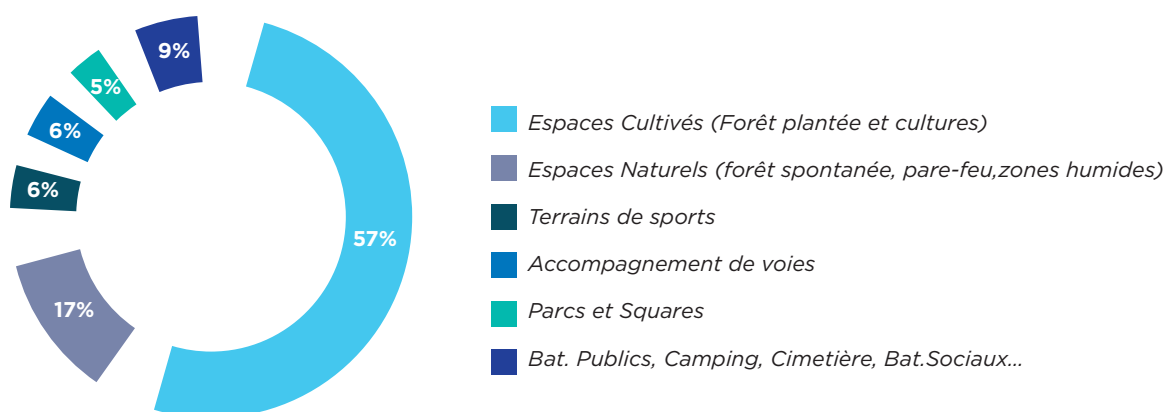 9%
5%
6%
6%
57%
17%
Espaces Cultivés (Forêt plantée et cultures)
Espaces Naturels (forêt spontanée, pare-feu,zones humides)
Terrains de sports
Accompagnement de voies
Parcs et Squares
Bat. Publics, Camping, Cimetière, Bat.Sociaux...